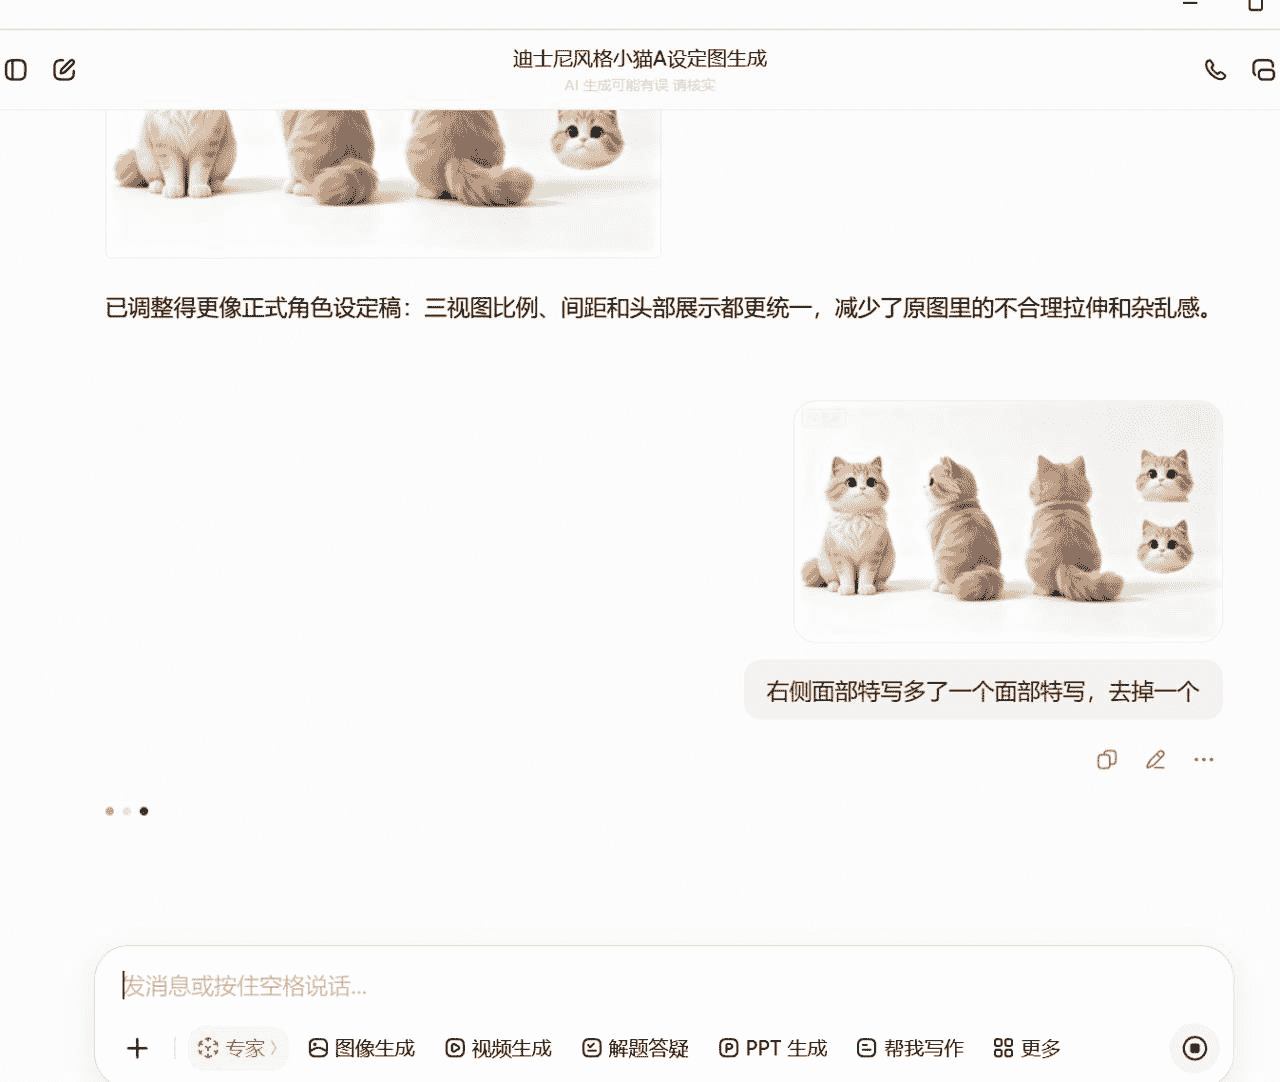 迪士尼风格小猫A设定图生成
AI 生成可能有误 请核实
已调整得更像正式角色设定稿：三视图比例、间距和头部展示都更统一，减少了原图里的不合理拉伸和杂乱感。
右侧面部特写多了一个面部特写，去掉一个
发消息或按住空格说话...
专家
图像生成
视频生成
解题答疑
PPT 生成
帮我写作
更多